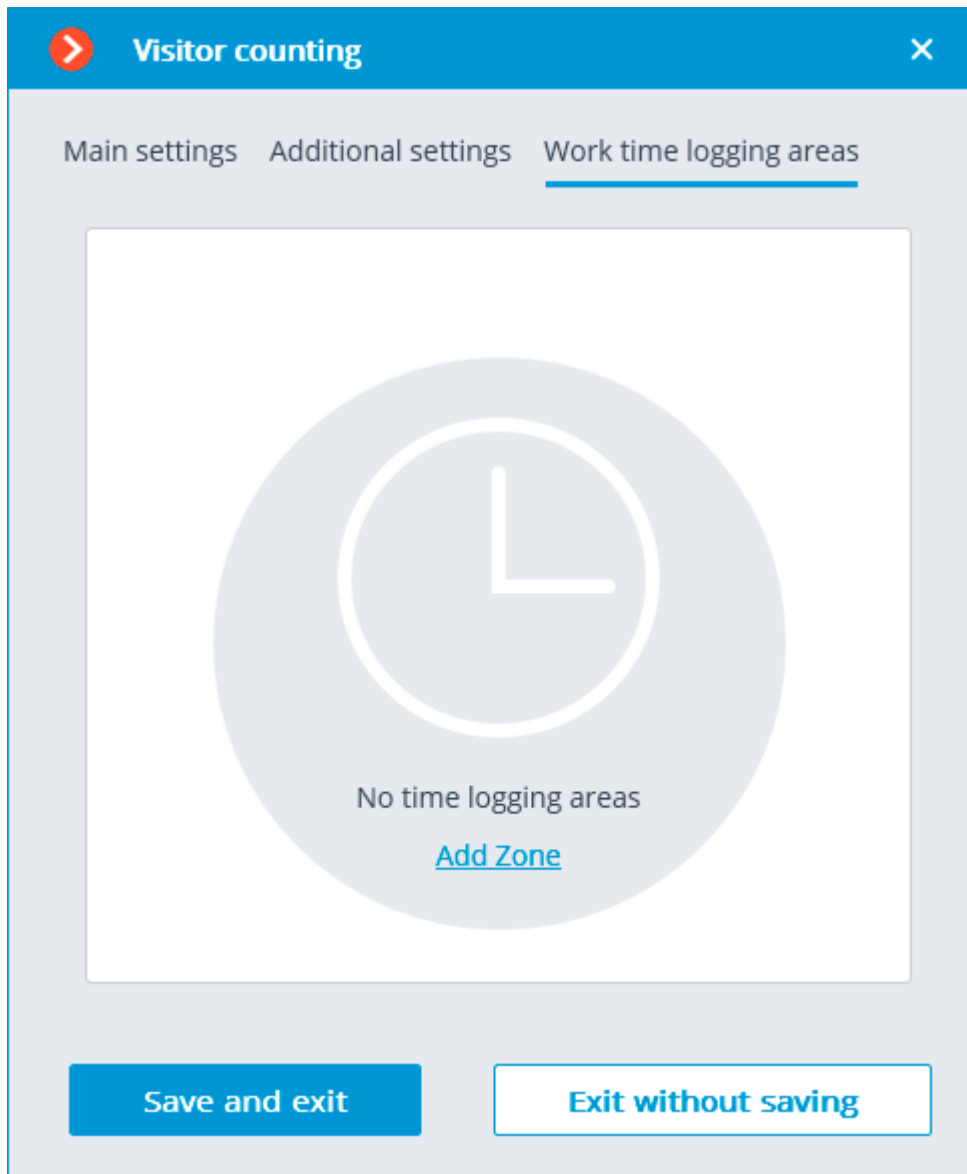 Visitor counting
Main settings Additional settings Work time logging areas
No time logging areas
Add Zone
Save and exit Exit without saving